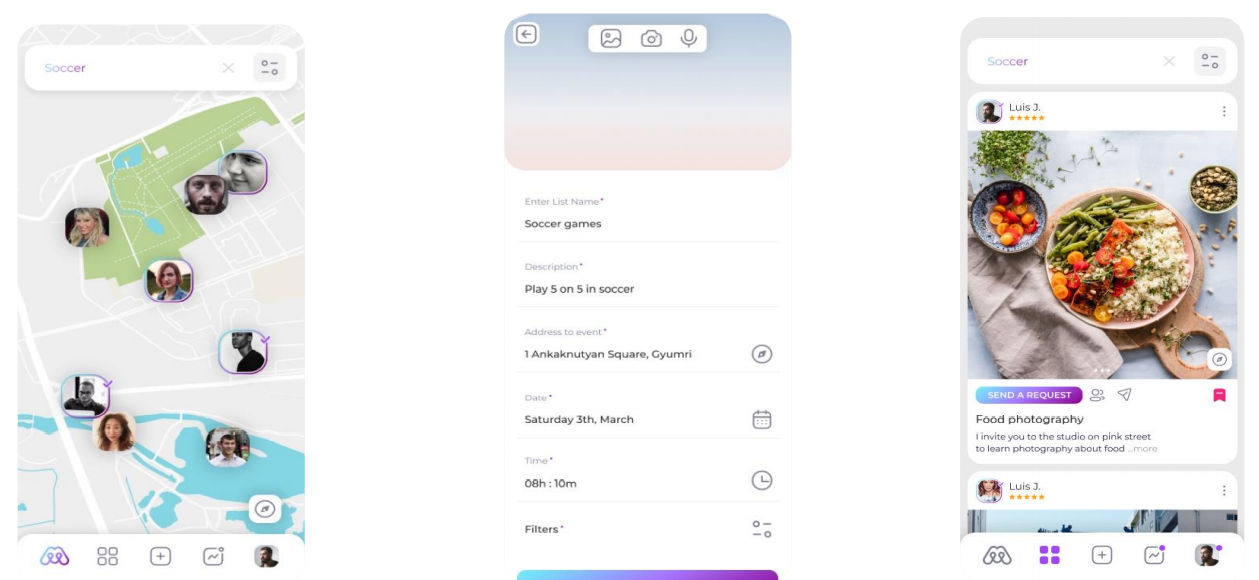 Soccer
Enter List Name*
Soccer games
Description*
Play 5 on 5 in soccer
Address to event*
1 Ankaknutyan Square, Gyumri
Date*
Saturday 3th, March
Time*
08h : 10m
Filters*
Soccer
Luis J.
SEND A REQUEST
Food photography
I invite you to the studio on pink street
to learn photography about food ...more
Luis J.